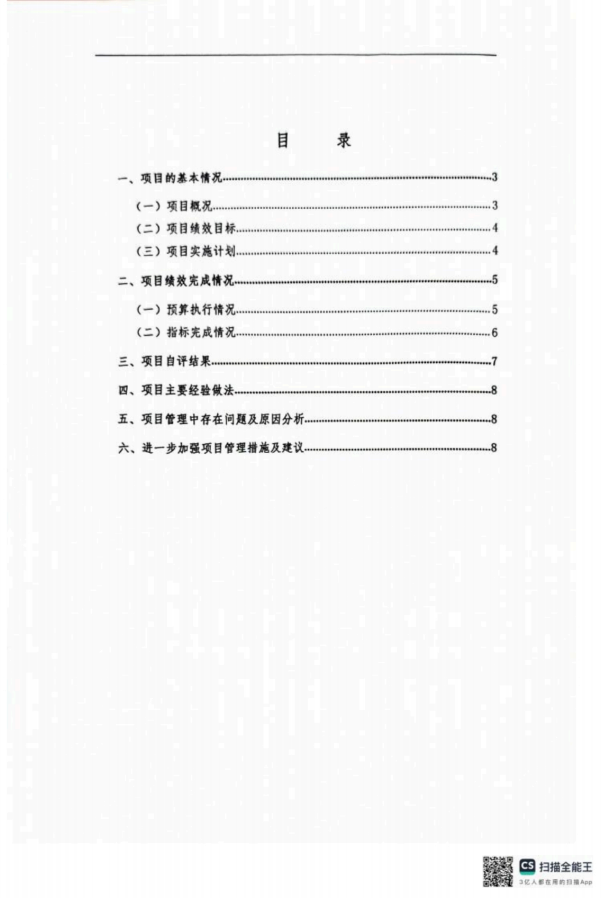 目 录
一、项目的基本情况 3
（一）项目概况 3
（二）项目绩效目标 4
（三）项目实施计划 4
二、项目绩效完成情况 5
（一）预算执行情况 5
（二）指标完成情况 6
三、项目自评结果 7
四、项目主要经验做法 8
五、项目管理中存在问题及原因分析 8
六、进一步加强项目管理措施及建议 8
CS 扫描全能王
3亿人都在用的扫描App